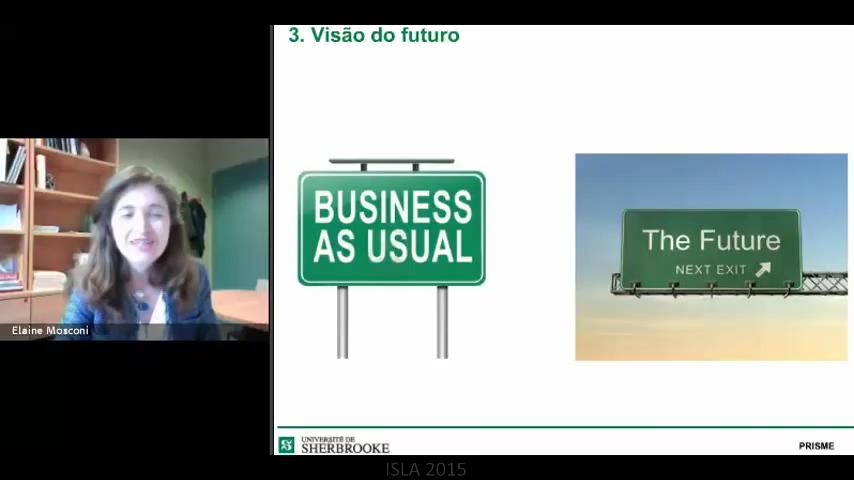 3. Visão do futuro
BUSINESS
AS USUAL
The Future
NEXT EXIT
Elaine Mosconi
UNIVERSITÉ DE
SHERBROOKE
PRISME
ISLA 2015